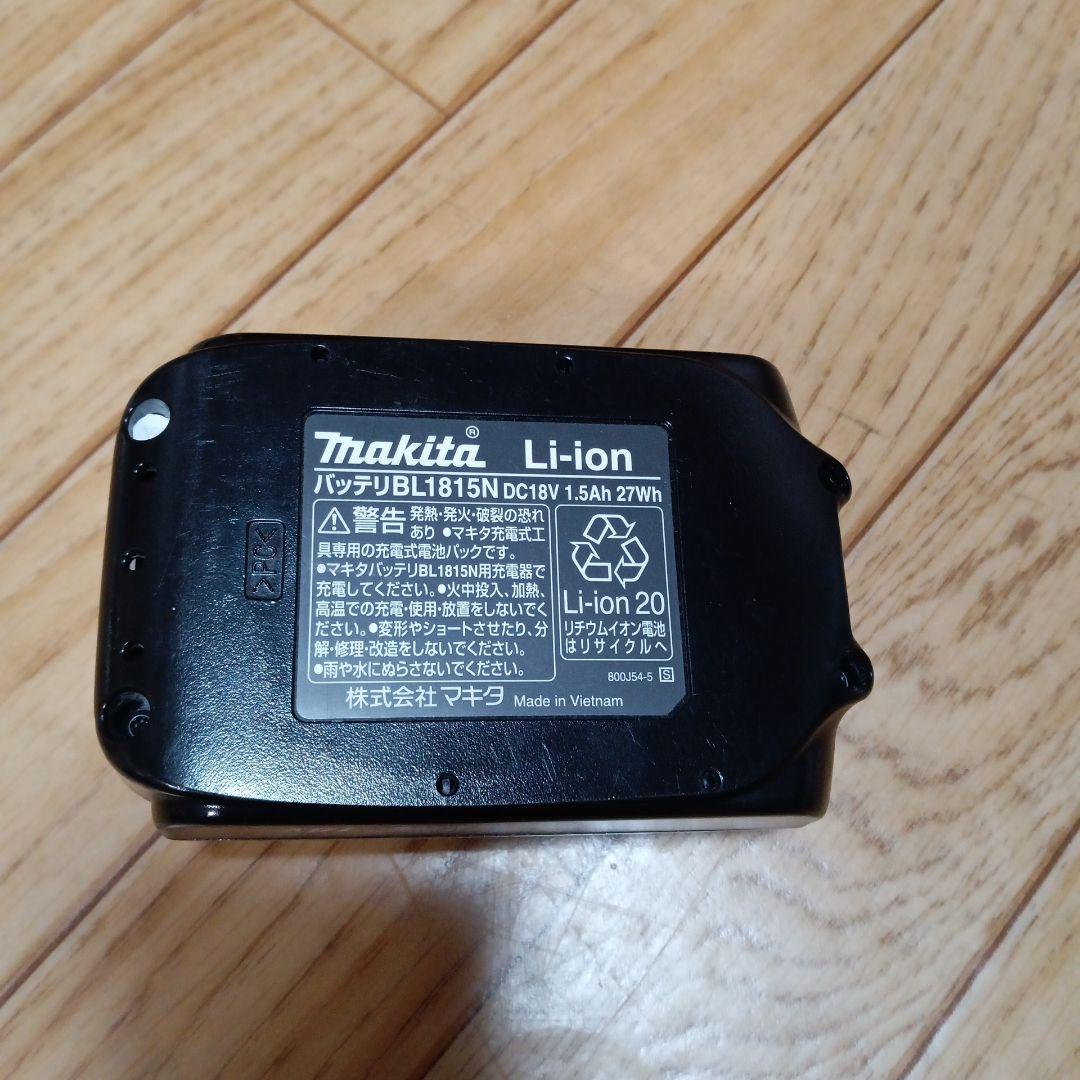 makita® Li-ion
バッテリBL1815N DC18V 1.5Ah 27Wh
警告 発熱・発火・破裂の恐れ
あり ●マキタ充電式工
具専用の充電式電池パックです。
●マキタバッテリBL1815N用充電器で
充電してください。●火中投入、加熱、
高温での充電・使用・放置をしないでく
ださい。●変形やショートさせたり、分
解・修理・改造をしないでください。
●雨や水にぬらさないでください。
Li-ion 20
リチウムイオン電池
はリサイクルへ
800J54-5 S
株式会社 マキタ Made in Vietnam
>PC<